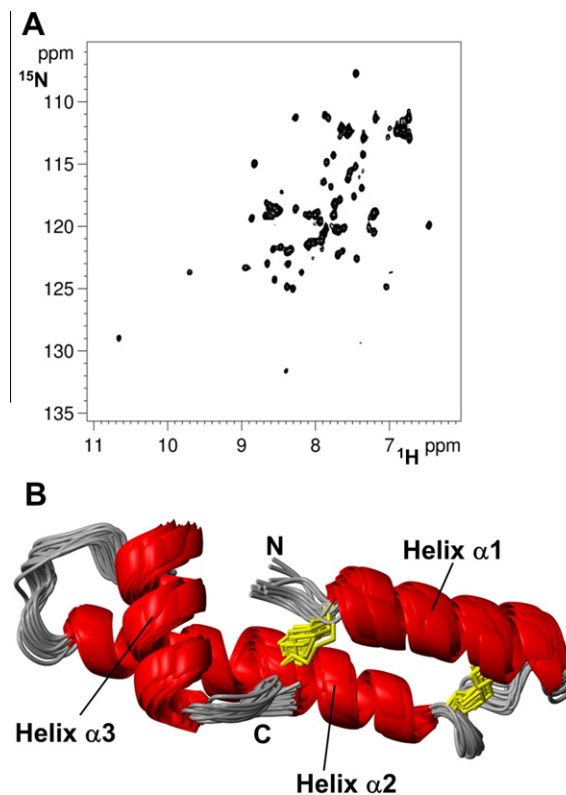 A
ppm
¹⁵N
110
115
120
125
130
135
11 10 9 8 7 ppm
¹H
B
N
Helix α1
Helix α3
C
Helix α2